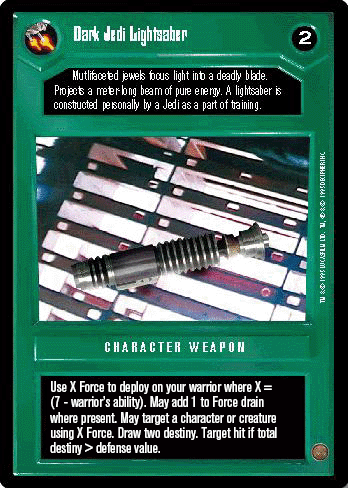 Dark Jedi Lightsaber
2
Mutlifaceted jewels focus light into a deadly blade.
Projects a meter-long beam of pure energy. A lightsaber is
constructed personally by a Jedi as a part of training.
CHARACTER WEAPON
Use X Force to deploy on your warrior where X =
(7 - warrior's ability). May add 1 to Force drain
where present. May target a character or creature
using X Force. Draw two destiny. Target hit if total
destiny > defense value.